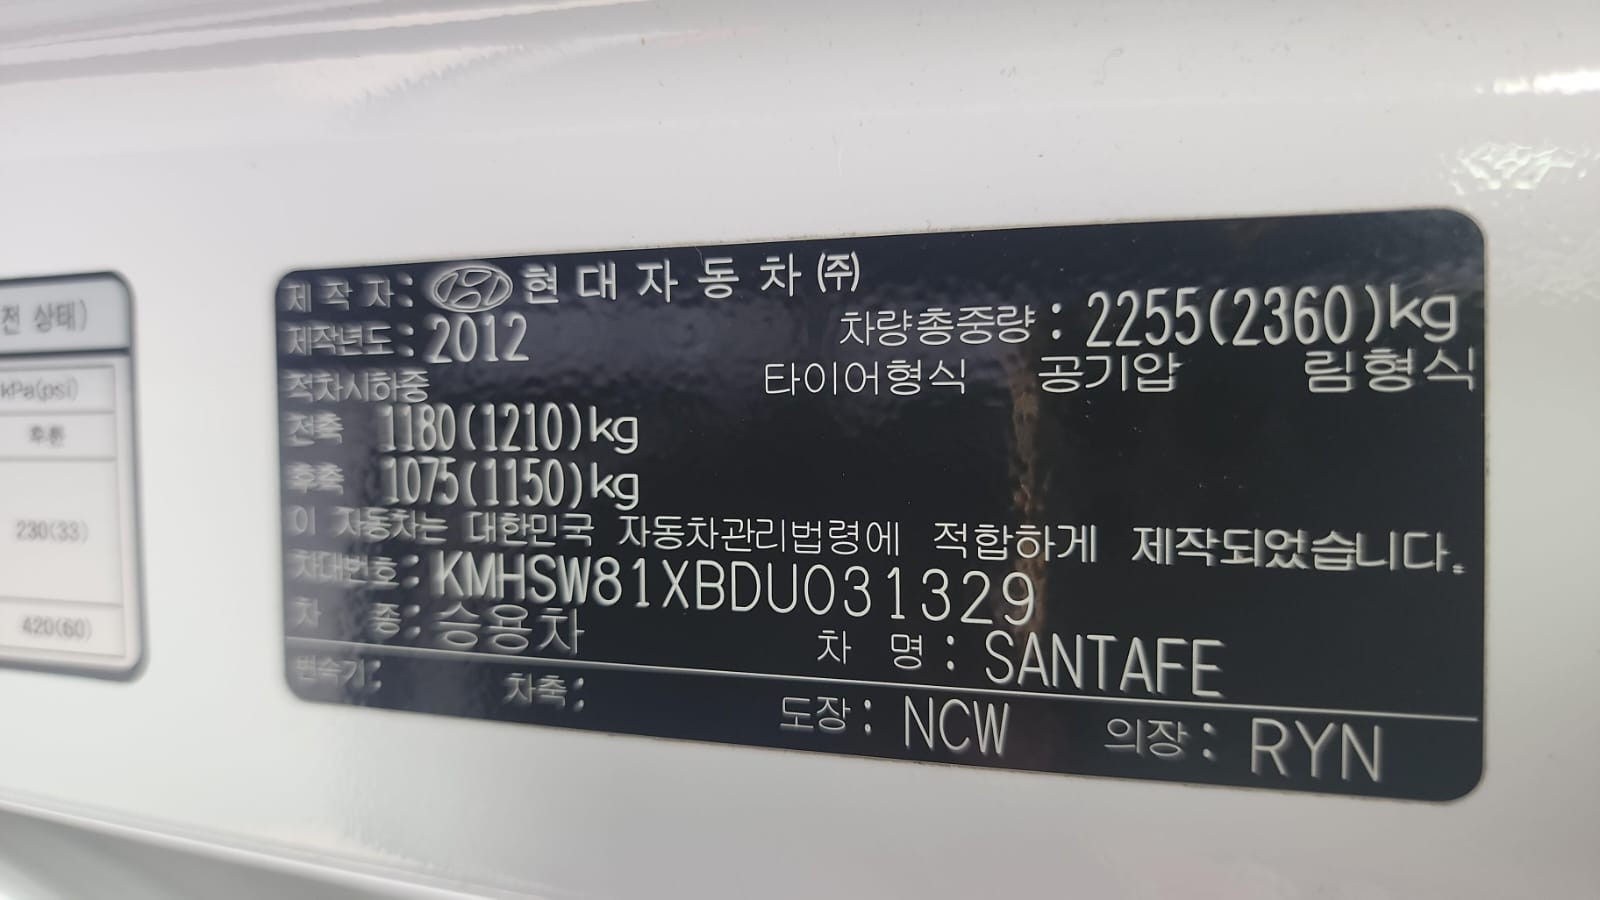 전 상태)
kPa(psi)
후륜
230(33)
420(60)
제 작 자 : 현 대 자 동 차 ㈜
제작년도 : 2012
차량총중량 : 2255(2360)kg
적차시하중
타이어형식 공기압 림형식
전축 1180(1210)kg
후축 1075(1150)kg
이 자동차는 대한민국 자동차관리법령에 적합하게 제작되었습니다.
차대번호 : KMHSW81XBDU031329
차 종 : 승용차
차 명 : SANTAFE
변속기 : 차축 : 도장 : NCW 의장 : RYN